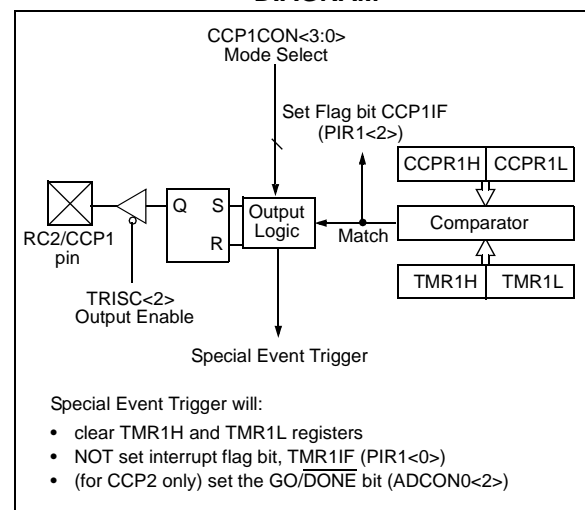 CCP1CON<3:0>
Mode Select
Set Flag bit CCP1IF
(PIR1<2>)
CCPR1H CCPR1L
Q S
R
Output
Logic
Match
Comparator
RC2/CCP1
pin
TRISC<2>
Output Enable
TMR1H TMR1L
Special Event Trigger
Special Event Trigger will:
• clear TMR1H and TMR1L registers
• NOT set interrupt flag bit, TMR1IF (PIR1<0>)
• (for CCP2 only) set the GO/DONE bit (ADCON0<2>)